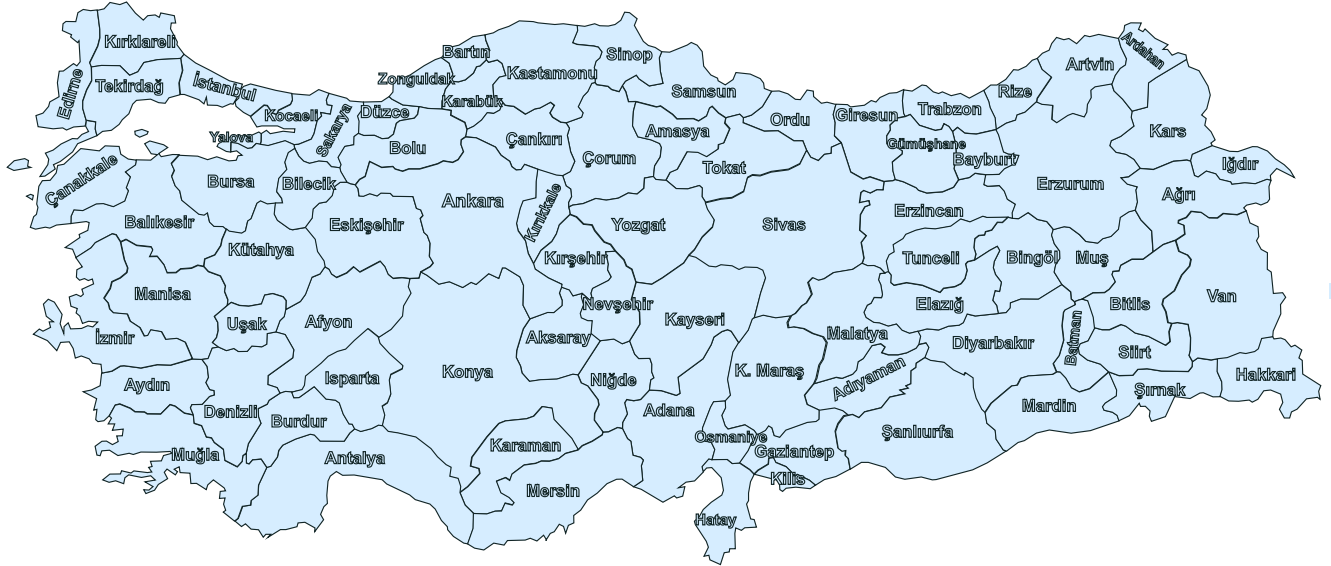 Kırklareli
Edirne
Tekirdağ
İstanbul
Kocaeli
Yalova
Sakarya
Düzce
Zonguldak
Bartın
Karabük
Kastamonu
Sinop
Samsun
Ordu
Giresun
Trabzon
Rize
Artvin
Ardahan
Kars
Iğdır
Ağrı
Erzurum
Bayburt
Gümüşhane
Erzincan
Sivas
Tokat
Amasya
Çorum
Çankırı
Bolu
Bilecik
Bursa
Çanakkale
Balıkesir
Kütahya
Eskişehir
Ankara
Kırıkkale
Yozgat
Kırşehir
Nevşehir
Kayseri
Malatya
Elazığ
Tunceli
Bingöl
Muş
Bitlis
Van
Hakkari
Şırnak
Siirt
Batman
Diyarbakır
Mardin
Şanlıurfa
Adıyaman
K. Maraş
Gaziantep
Kilis
Osmaniye
Hatay
Adana
Niğde
Aksaray
Konya
Karaman
Mersin
Antalya
Isparta
Burdur
Afyon
Uşak
Manisa
İzmir
Aydın
Denizli
Muğla